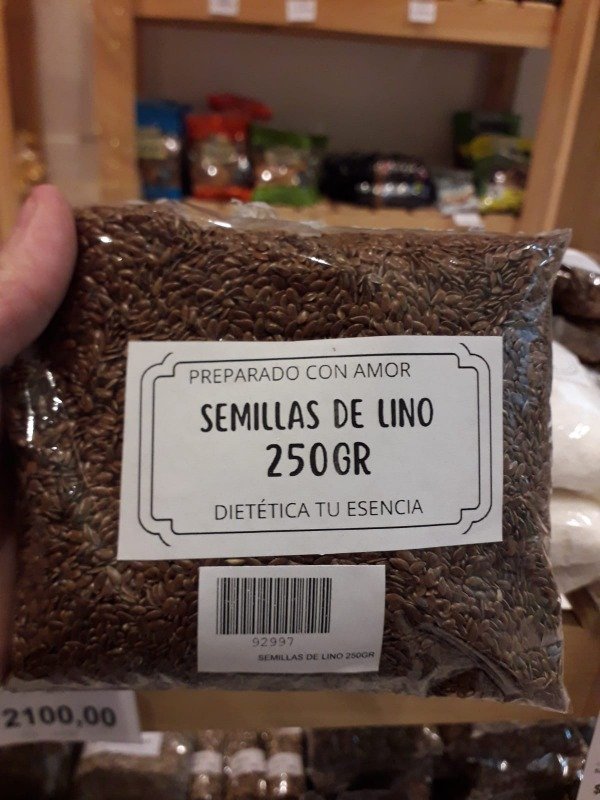 PREPARADO CON AMOR
SEMILLAS DE LINO
250GR
DIETÉTICA TU ESENCIA
92997
SEMILLAS DE LINO 250GR
2100,00